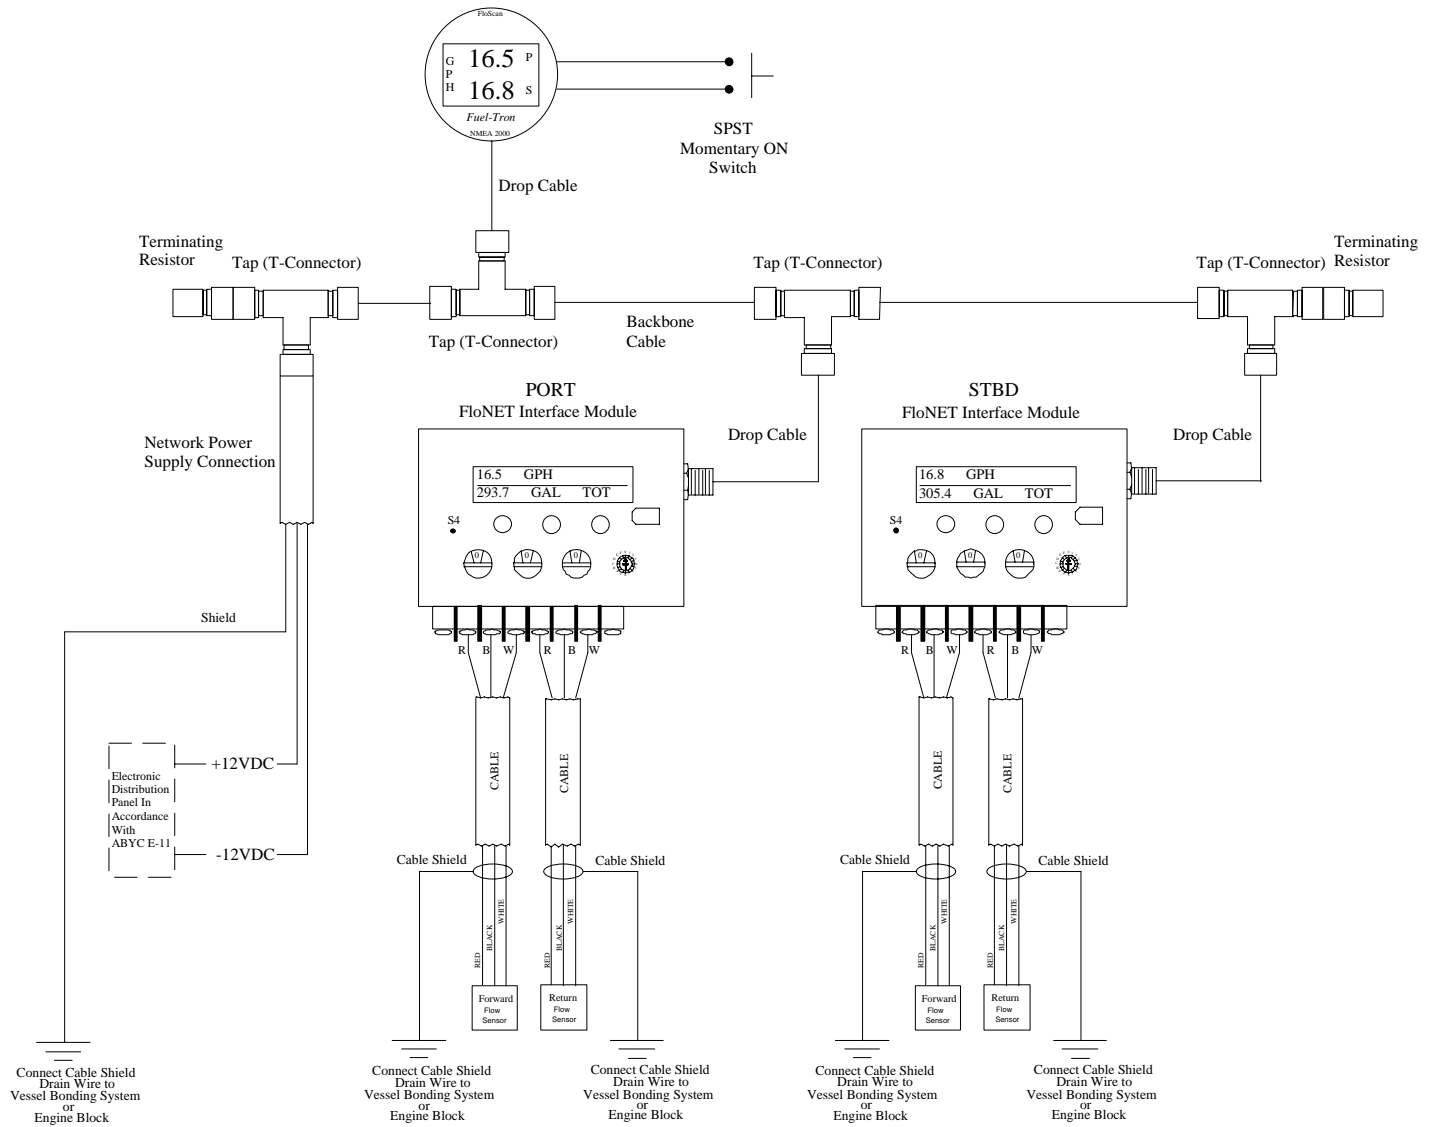 FloScan
G
P
H
16.5 P
16.8 S
Fuel-Tron
NMEA 2000
SPST
Momentary ON
Switch
Drop Cable
Terminating
Resistor
Tap (T-Connector)
Tap (T-Connector)
Backbone
Cable
Tap (T-Connector)
Tap (T-Connector)
Terminating
Resistor
Network Power
Supply Connection
PORT
FloNET Interface Module
Drop Cable
16.5 GPH
293.7 GAL TOT
S4
0 0 0
R B W R B W
STBD
FloNET Interface Module
Drop Cable
16.8 GPH
305.4 GAL TOT
S4
0 0 0
R B W R B W
Shield
+12VDC
-12VDC
Electronic
Distribution
Panel In
Accordance
With
ABYC E-11
CABLE
CABLE
CABLE
CABLE
Cable Shield
Cable Shield
Cable Shield
Cable Shield
RED
BLACK
WHITE
RED
BLACK
WHITE
RED
BLACK
WHITE
RED
BLACK
WHITE
Forward
Flow
Sensor
Return
Flow
Sensor
Forward
Flow
Sensor
Return
Flow
Sensor
Connect Cable Shield
Drain Wire to
Vessel Bonding System
or
Engine Block
Connect Cable Shield
Drain Wire to
Vessel Bonding System
or
Engine Block
Connect Cable Shield
Drain Wire to
Vessel Bonding System
or
Engine Block
Connect Cable Shield
Drain Wire to
Vessel Bonding System
or
Engine Block
Connect Cable Shield
Drain Wire to
Vessel Bonding System
or
Engine Block